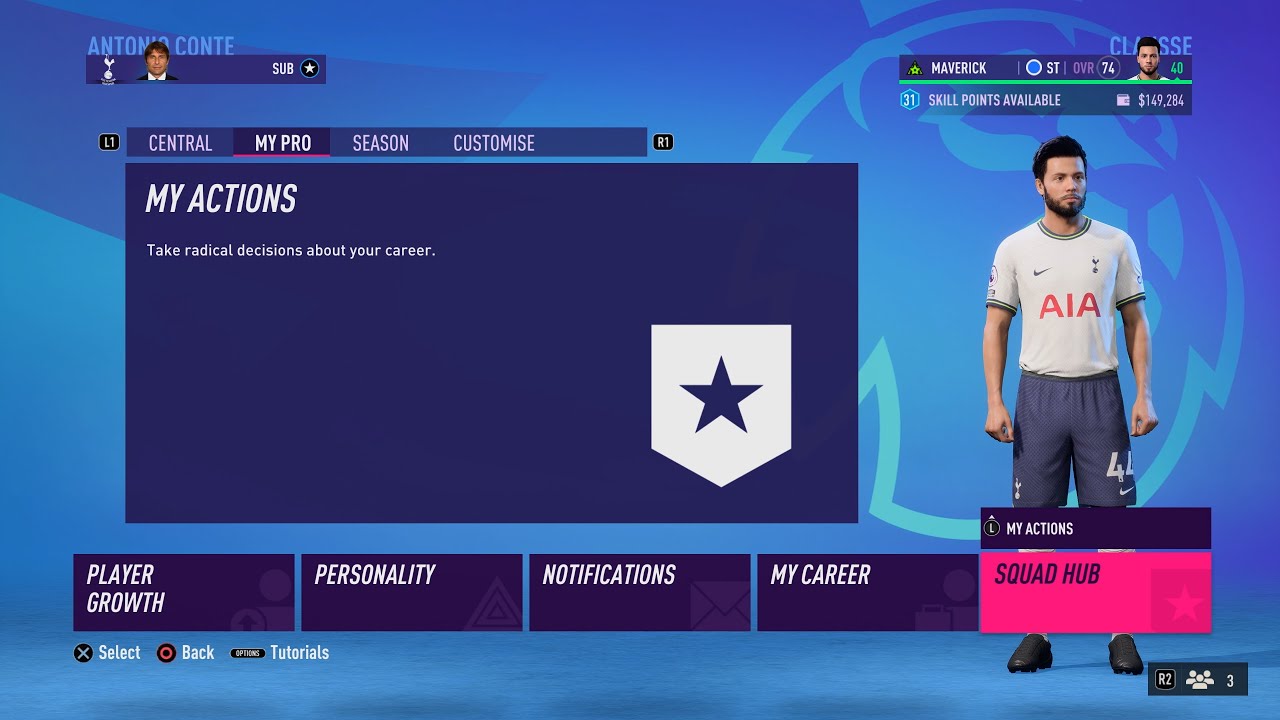 ANTONIO CONTE
SUB
CLARISSE
MAVERICK ST OVR 74 40
31 SKILL POINTS AVAILABLE $149,284
L1 CENTRAL MY PRO SEASON CUSTOMISE R1
MY ACTIONS
Take radical decisions about your career.
AIA
44
L MY ACTIONS
PLAYER GROWTH
PERSONALITY
NOTIFICATIONS
MY CAREER
SQUAD HUB
Select Back OPTIONS Tutorials
R2 3